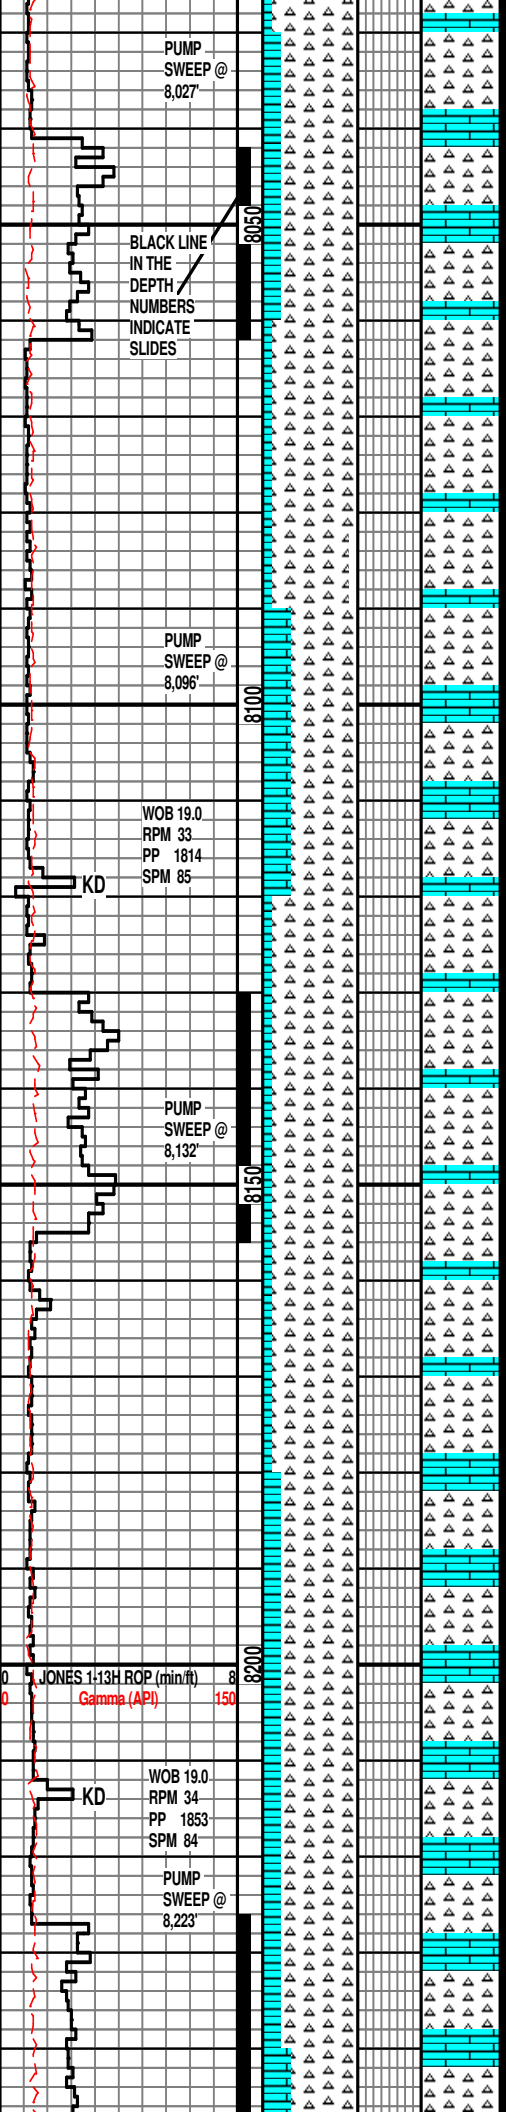 PUMP
SWEEP @
8,027'
8050
BLACK LINE
IN THE
DEPTH
NUMBERS
INDICATE
SLIDES
PUMP
SWEEP @
8,096'
8100
WOB 19.0
RPM 33
PP 1814
SPM 85
KD
PUMP
SWEEP @
8,132'
8150
8200
0 JONES 1-13H ROP (min/ft) 8
0 Gamma (API) 150
WOB 19.0
RPM 34
PP 1853
SPM 84
KD
PUMP
SWEEP @
8,223'